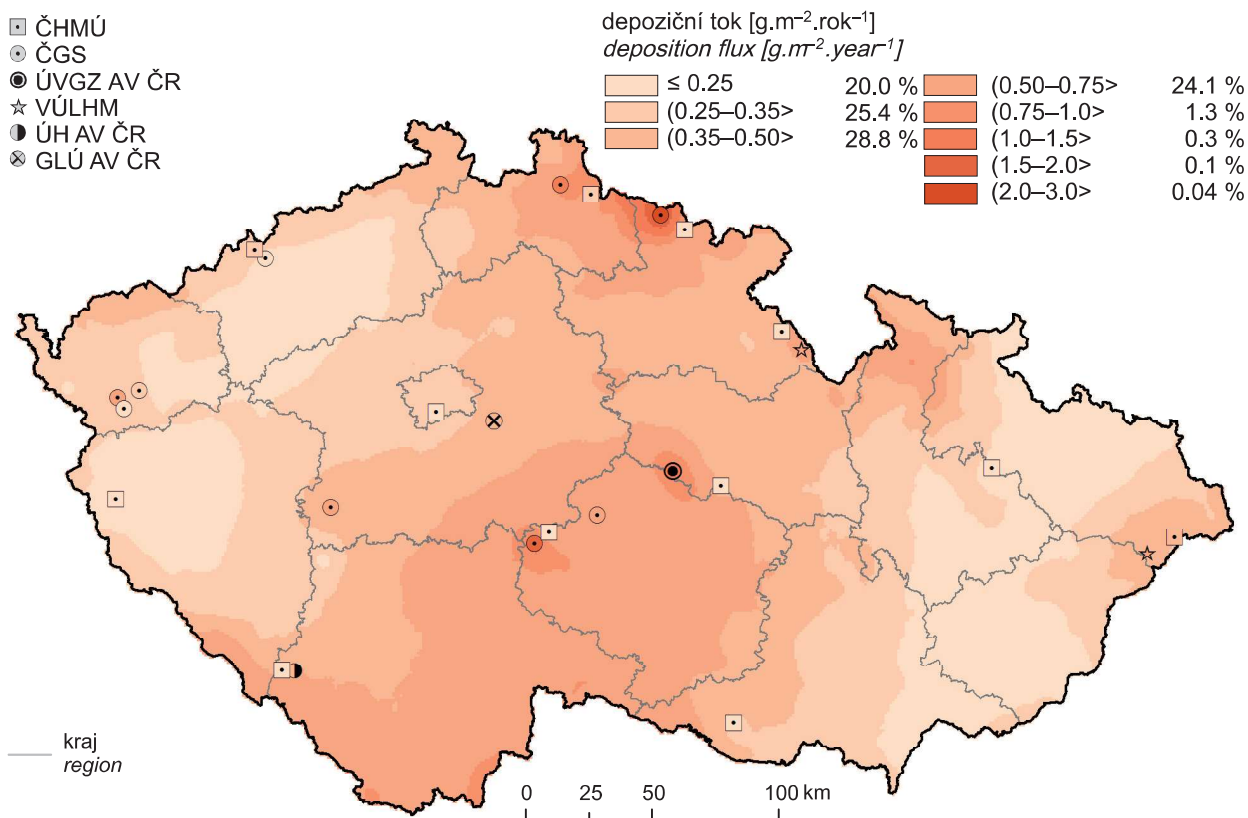 ČHMÚ
ČGS
ÚVGZ AV ČR
VÚLHM
ÚH AV ČR
GLÚ AV ČR
depoziční tok [g.m⁻².rok⁻¹]
deposition flux [g.m⁻².year⁻¹]
≤ 0.25 20.0 %
(0.25–0.35> 25.4 %
(0.35–0.50> 28.8 %
(0.50–0.75> 24.1 %
(0.75–1.0> 1.3 %
(1.0–1.5> 0.3 %
(1.5–2.0> 0.1 %
(2.0–3.0> 0.04 %
kraj
region
0 25 50 100 km